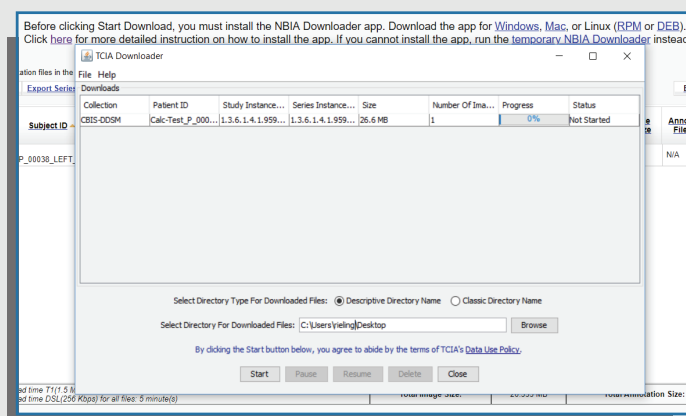 Before clicking Start Download, you must install the NBIA Downloader app. Download the app for Windows, Mac, or Linux (RPM or DEB).
Click here for more detailed instruction on how to install the app. If you cannot install the app, run the temporary NBIA Downloader instead
TCIA Downloader
File Help
ation files in the
Downloads
Export Series
Collection Patient ID Study Instance... Series Instance... Size Number Of Ima... Progress Status
CBIS-DDSM Calc-Test_P_000... 1.3.6.1.4.1.959... 1.3.6.1.4.1.959... 26.6 MB 1 0% Not Started
Subject ID
P_00038_LEFT_
N/A
Select Directory Type For Downloaded Files: Descriptive Directory Name Classic Directory Name
Select Directory For Downloaded Files: C:\Users\rieling\Desktop Browse
By clicking the Start button below, you agree to abide by the terms of TCIA's Data Use Policy.
Start Pause Resume Delete Close
ad time T1(1.5 M
ad time DSL(256 Kbps) for all files: 5 minute(s)
Total Image Size: Total Annotation Size: